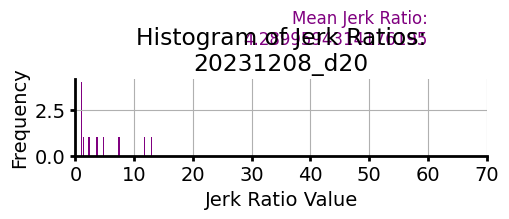 Mean Jerk Ratio:
Histogram of Jerk Ratios:
20231208_d20
Frequency
2.5
0.0
0 10 20 30 40 50 60 70
Jerk Ratio Value